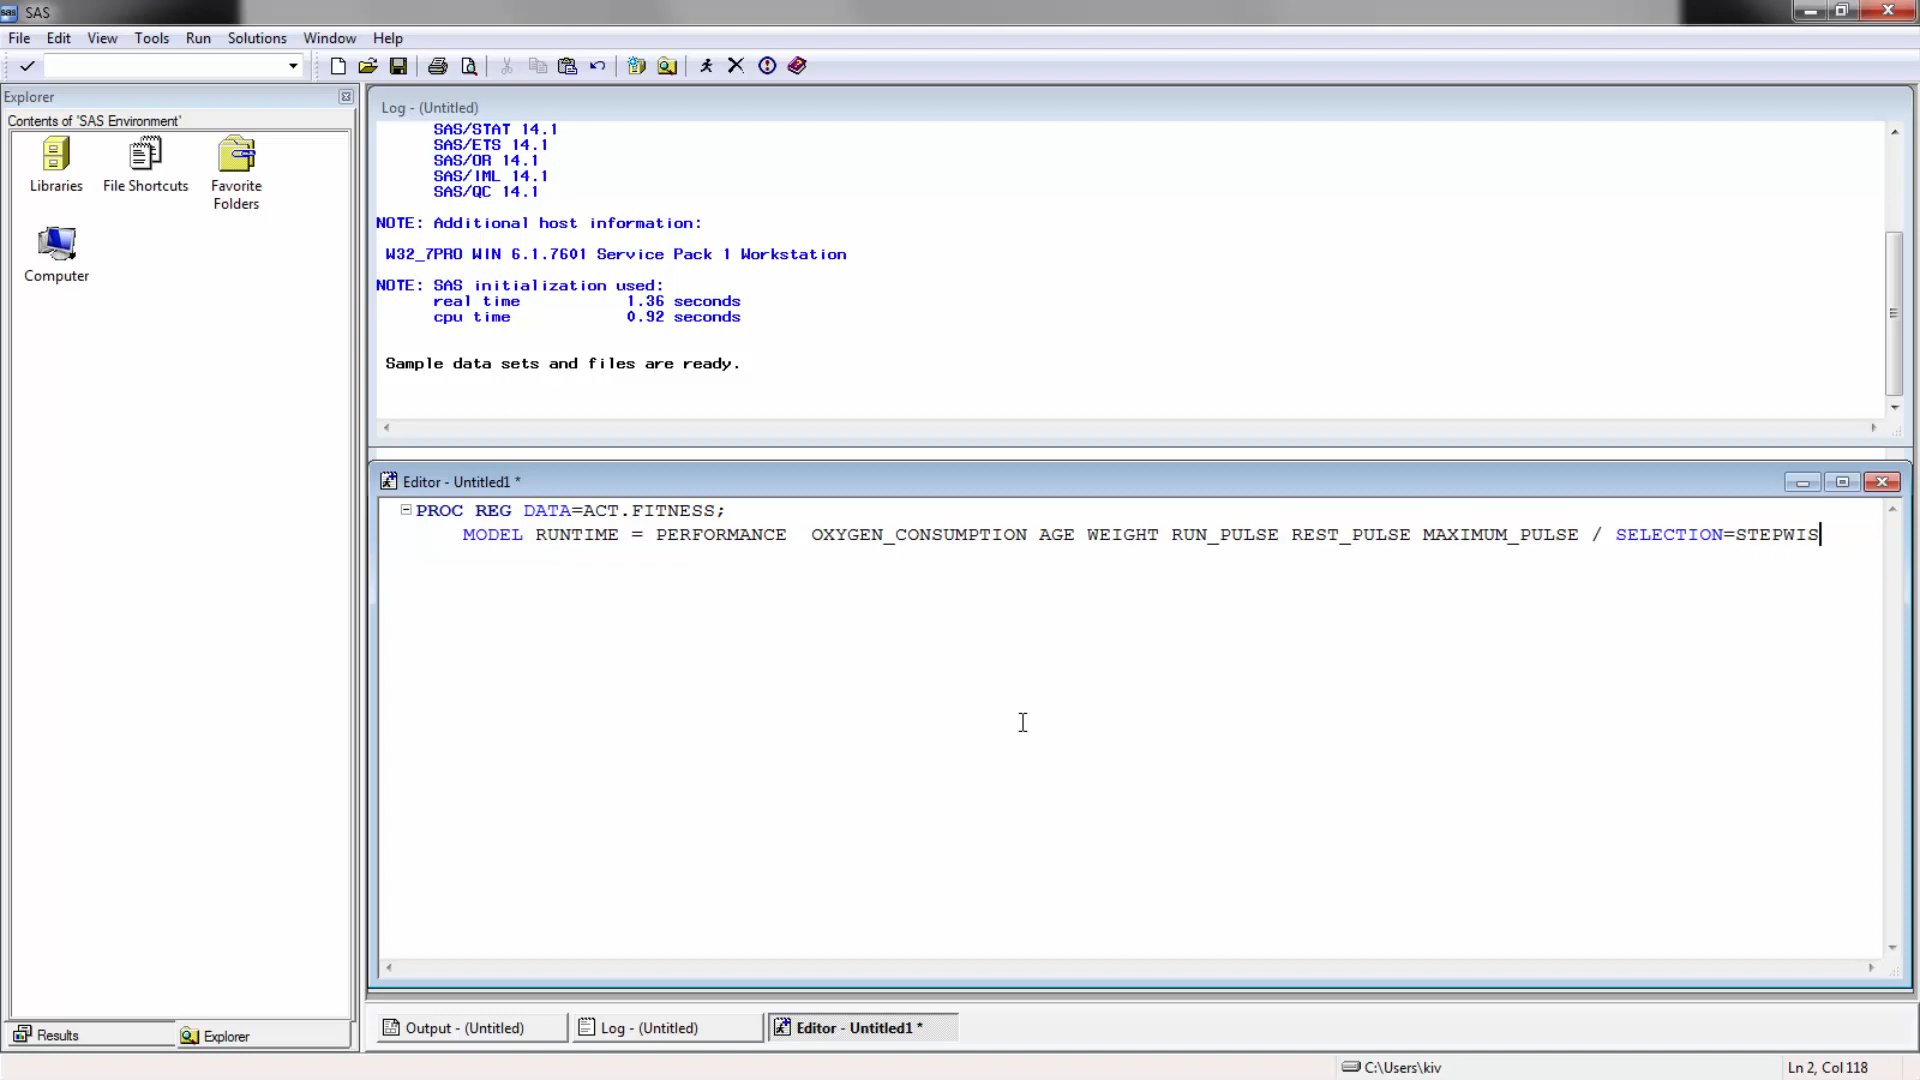 SAS
File Edit View Tools Run Solutions Window Help
Explorer
Contents of 'SAS Environment'
Libraries File Shortcuts Favorite Folders
Computer
Log - (Untitled)
SAS/STAT 14.1
SAS/ETS 14.1
SAS/OR 14.1
SAS/IML 14.1
SAS/QC 14.1
NOTE: Additional host information:
W32_7PRO WIN 6.1.7601 Service Pack 1 Workstation
NOTE: SAS initialization used:
real time 1.36 seconds
cpu time 0.92 seconds
Sample data sets and files are ready.
Editor - Untitled1 *
PROC REG DATA=ACT.FITNESS;
MODEL RUNTIME = PERFORMANCE  OXYGEN_CONSUMPTION AGE WEIGHT RUN_PULSE REST_PULSE MAXIMUM_PULSE / SELECTION=STEPWIS
Results Explorer
Output - (Untitled) Log - (Untitled) Editor - Untitled1 *
C:\Users\kiv Ln 2, Col 118